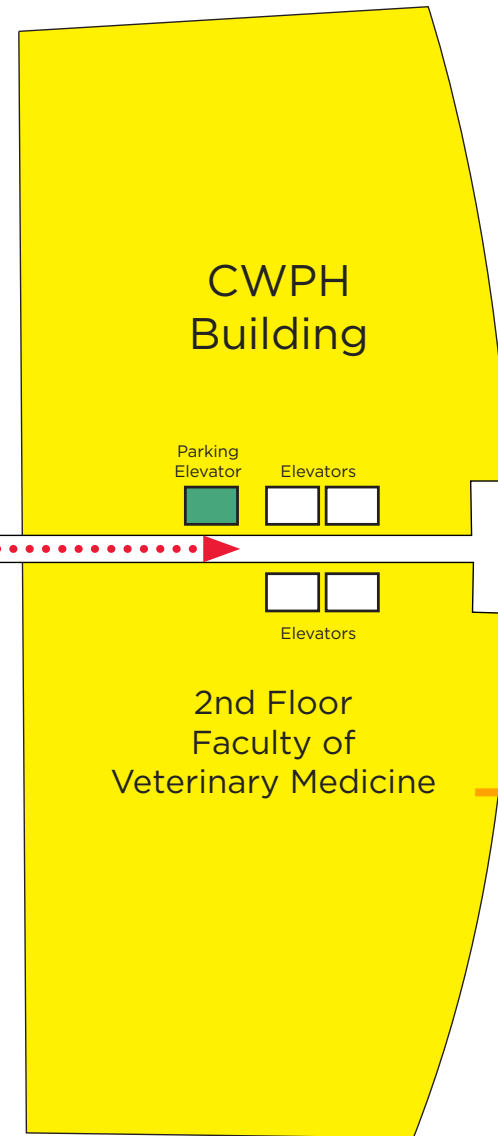 CWPH
Building
Parking
Elevator
Elevators
Elevators
2nd Floor
Faculty of
Veterinary Medicine